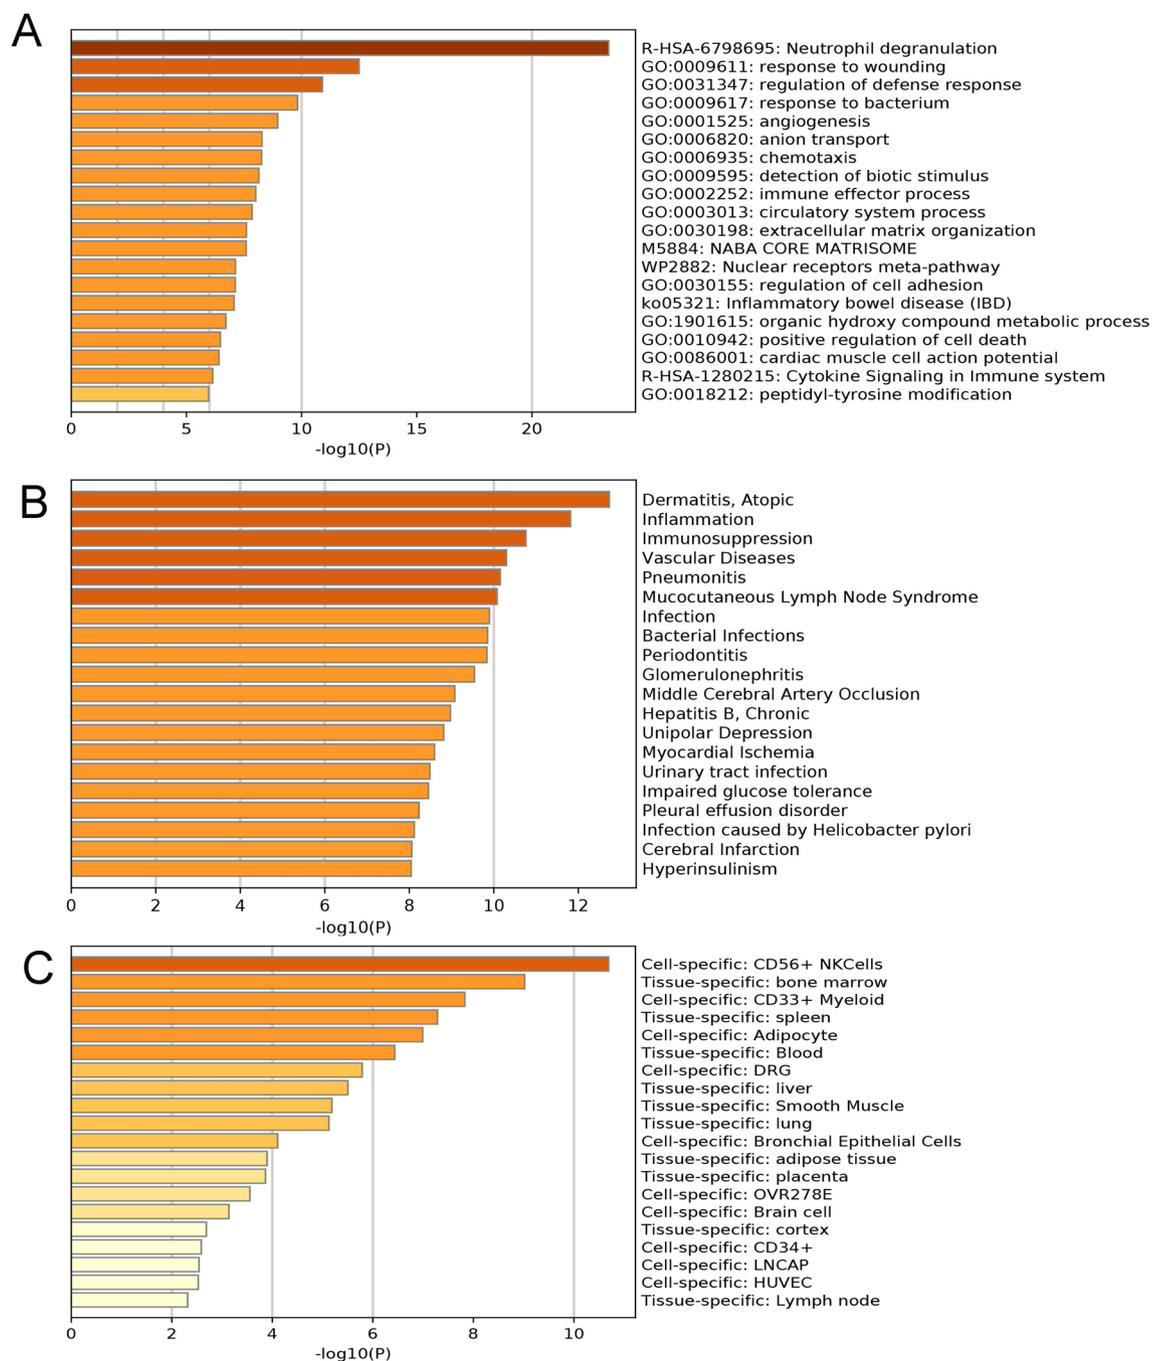 A
R-HSA-6798695: Neutrophil degranulation
GO:0009611: response to wounding
GO:0031347: regulation of defense response
GO:0009617: response to bacterium
GO:0001525: angiogenesis
GO:0006820: anion transport
GO:0006935: chemotaxis
GO:0009595: detection of biotic stimulus
GO:0002252: immune effector process
GO:0003013: circulatory system process
GO:0030198: extracellular matrix organization
M5884: NABA CORE MATRISOME
WP2882: Nuclear receptors meta-pathway
GO:0030155: regulation of cell adhesion
ko05321: Inflammatory bowel disease (IBD)
GO:1901615: organic hydroxy compound metabolic process
GO:0010942: positive regulation of cell death
GO:0086001: cardiac muscle cell action potential
R-HSA-1280215: Cytokine Signaling in Immune system
GO:0018212: peptidyl-tyrosine modification
0 5 10 15 20
-log10(P)
B
Dermatitis, Atopic
Inflammation
Immunosuppression
Vascular Diseases
Pneumonitis
Mucocutaneous Lymph Node Syndrome
Infection
Bacterial Infections
Periodontitis
Glomerulonephritis
Middle Cerebral Artery Occlusion
Hepatitis B, Chronic
Unipolar Depression
Myocardial Ischemia
Urinary tract infection
Impaired glucose tolerance
Pleural effusion disorder
Infection caused by Helicobacter pylori
Cerebral Infarction
Hyperinsulinism
0 2 4 6 8 10 12
-log10(P)
C
Cell-specific: CD56+ NKCells
Tissue-specific: bone marrow
Cell-specific: CD33+ Myeloid
Tissue-specific: spleen
Cell-specific: Adipocyte
Tissue-specific: Blood
Cell-specific: DRG
Tissue-specific: liver
Tissue-specific: Smooth Muscle
Tissue-specific: lung
Cell-specific: Bronchial Epithelial Cells
Tissue-specific: adipose tissue
Tissue-specific: placenta
Cell-specific: OVR278E
Cell-specific: Brain cell
Tissue-specific: cortex
Cell-specific: CD34+
Cell-specific: LNCAP
Cell-specific: HUVEC
Tissue-specific: Lymph node
0 2 4 6 8 10
-log10(P)